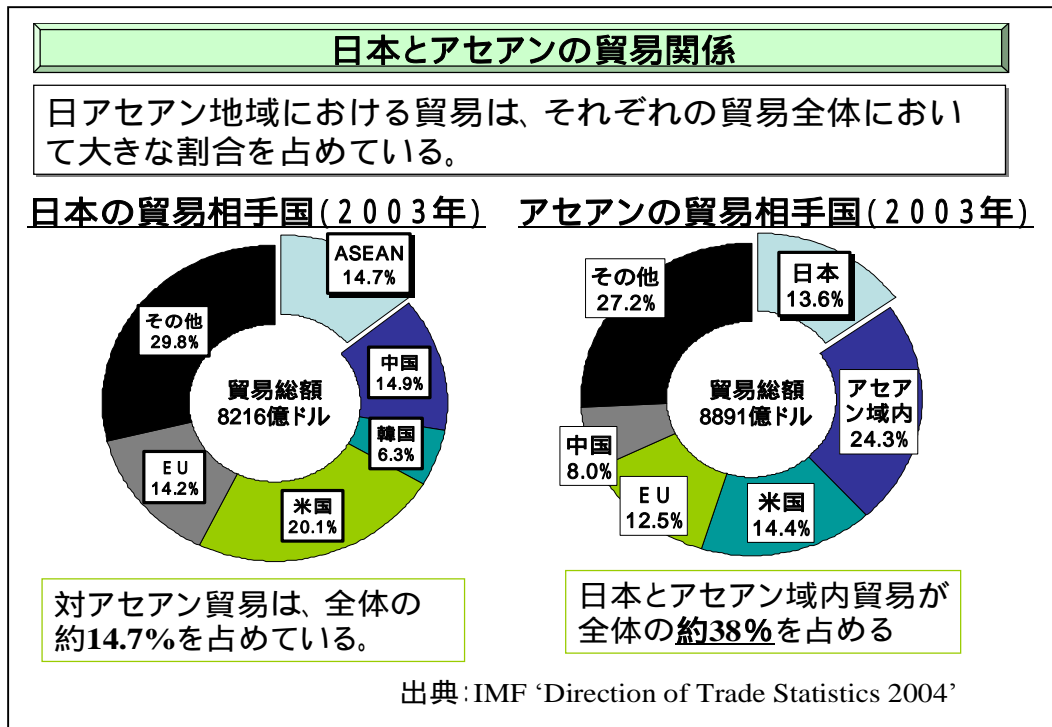 日本とアセアンの貿易関係
日アセアン地域における貿易は、それぞれの貿易全体におい
て大きな割合を占めている。
日本の貿易相手国(2003年)
ASEAN
14.7%
中国
14.9%
韓国
6.3%
米国
20.1%
EU
14.2%
その他
29.8%
貿易総額
8216億ドル
対アセアン貿易は、全体の
約14.7%を占めている。
アセアンの貿易相手国(2003年)
日本
13.6%
アセア
ン域内
24.3%
米国
14.4%
EU
12.5%
中国
8.0%
その他
27.2%
貿易総額
8891億ドル
日本とアセアン域内貿易が
全体の約38%を占める
出典:IMF ‘Direction of Trade Statistics 2004’